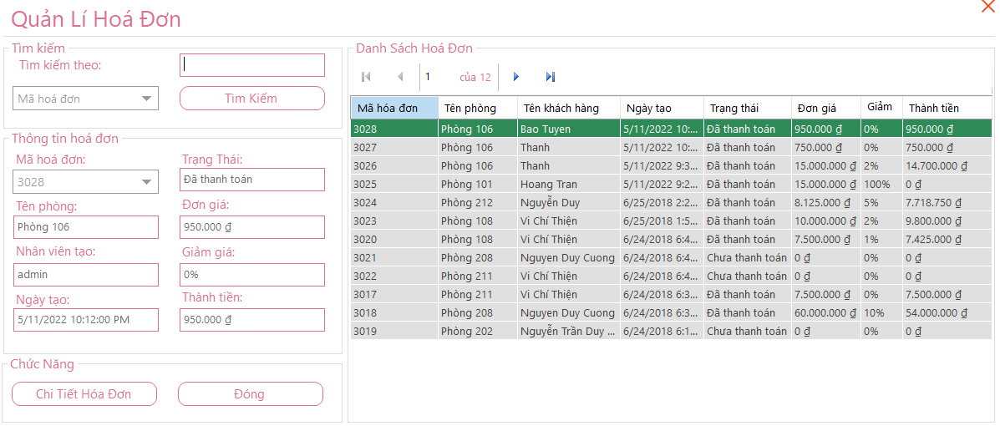 Quản Lí Hoá Đơn
Tìm kiếm
Tìm kiếm theo:
Mã hoá đơn
Tìm Kiếm
Thông tin hoá đơn
Mã hoá đơn: Trạng Thái:
3028 Đã thanh toán
Tên phòng: Đơn giá:
Phòng 106 950.000 ₫
Nhân viên tạo: Giảm giá:
admin 0%
Ngày tạo: Thành tiền:
5/11/2022 10:12:00 PM 950.000 ₫
Chức Năng
Chi Tiết Hóa Đơn Đóng
Danh Sách Hoá Đơn
1 của 12
Mã hóa đơn Tên phòng Tên khách hàng Ngày tạo Trạng thái Đơn giá Giảm Thành tiền
3028 Phòng 106 Bao Tuyen 5/11/2022 10:... Đã thanh toán 950.000 ₫ 0% 950.000 ₫
3027 Phòng 106 Thanh 5/11/2022 10:... Đã thanh toán 750.000 ₫ 0% 750.000 ₫
3026 Phòng 106 Thanh 5/11/2022 9:3... Đã thanh toán 15.000.000 ₫ 2% 14.700.000 ₫
3025 Phòng 101 Hoang Tran 5/11/2022 9:2... Đã thanh toán 15.000.000 ₫ 100% 0 ₫
3024 Phòng 212 Nguyễn Duy 6/25/2018 2:2... Đã thanh toán 8.125.000 ₫ 5% 7.718.750 ₫
3023 Phòng 108 Vi Chí Thiện 6/25/2018 1:5... Đã thanh toán 10.000.000 ₫ 2% 9.800.000 ₫
3020 Phòng 108 Vi Chí Thiện 6/24/2018 6:4... Đã thanh toán 7.500.000 ₫ 1% 7.425.000 ₫
3021 Phòng 208 Nguyen Duy Cuong 6/24/2018 6:4... Chưa thanh toán 0 ₫ 0% 0 ₫
3022 Phòng 211 Vi Chí Thiện 6/24/2018 6:4... Chưa thanh toán 0 ₫ 0% 0 ₫
3017 Phòng 211 Vi Chí Thiện 6/24/2018 6:3... Đã thanh toán 7.500.000 ₫ 0% 7.500.000 ₫
3018 Phòng 208 Nguyen Duy Cuong 6/24/2018 6:3... Đã thanh toán 60.000.000 ₫ 10% 54.000.000 ₫
3019 Phòng 202 Nguyễn Trần Duy ... 6/24/2018 6:1... Chưa thanh toán 0 ₫ 0% 0 ₫